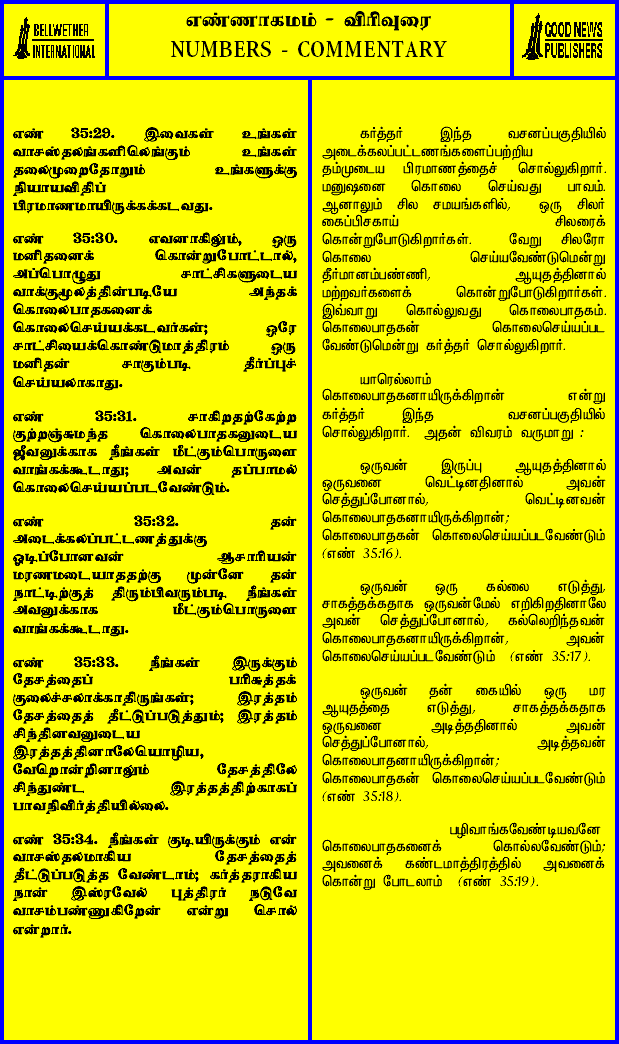 BELLWETHER
INTERNATIONAL
எண்ணாகமம் - விரிவுரை
NUMBERS - COMMENTARY
GOOD NEWS
PUBLISHERS
எண் 35:29. இவைகள் உங்கள்
வாசஸ்தலங்களிலெங்கும் உங்கள்
தலைமுறைதோறும் உங்களுக்கு
நியாயவிதிப்
பிரமாணமாயிருக்கக்கடவது.
எண் 35:30. எவனாகிலும், ஒரு
மனிதனைக் கொன்றுபோட்டால்,
அப்பொழுது சாட்சிகளுடைய
வாக்குமூலத்தின்படியே அந்தக்
கொலைபாதகனைக்
கொலைசெய்யக்கடவர்கள்; ஒரே
சாட்சியைக்கொண்டுமாத்திரம் ஒரு
மனிதன் சாகும்படி தீர்ப்புச்
செய்யலாகாது.
எண் 35:31. சாகிறதற்கேற்ற
குற்றஞ்சுமந்த கொலைபாதகனுடைய
ஜீவனுக்காக நீங்கள் மீட்கும்பொருளை
வாங்கக்கூடாது; அவன் தப்பாமல்
கொலைசெய்யப்படவேண்டும்.
எண் 35:32. தன்
அடைக்கலப்பட்டணத்துக்கு
ஓடிப்போனவன் ஆசாரியன்
மரணமடையாததற்கு முன்னே தன்
நாட்டிற்குத் திரும்பிவரும்படி நீங்கள்
அவனுக்காக மீட்கும்பொருளை
வாங்கக்கூடாது.
எண் 35:33. நீங்கள் இருக்கும்
தேசத்தைப் பரிசுத்தக்
குலைச்சலாக்காதிருங்கள்; இரத்தம்
தேசத்தைத் தீட்டுப்படுத்தும்; இரத்தம்
சிந்தினவனுடைய
இரத்தத்தினாலேயொழிய,
வேறொன்றினாலும் தேசத்திலே
சிந்துண்ட இரத்தத்திற்காகப்
பாவநிவிர்த்தியில்லை.
எண் 35:34. நீங்கள் குடியிருக்கும் என்
வாசஸ்தலமாகிய தேசத்தைத்
தீட்டுப்படுத்த வேண்டாம்; கர்த்தராகிய
நான் இஸ்ரவேல் புத்திரர் நடுவே
வாசம்பண்ணுகிறேன் என்று சொல்
என்றார்.
கர்த்தர் இந்த வசனப்பகுதியில்
அடைக்கலப்பட்டணங்களைப்பற்றிய
தம்முடைய பிரமாணத்தைச் சொல்லுகிறார்.
மனுஷனை கொலை செய்வது பாவம்.
ஆனாலும் சில சமயங்களில், ஒரு சிலர்
கைப்பிசகாய் சிலரைக்
கொன்றுபோடுகிறார்கள். வேறு சிலரோ
கொலை செய்யவேண்டுமென்று
தீர்மானம்பண்ணி, ஆயுதத்தினால்
மற்றவர்களைக் கொன்றுபோடுகிறார்கள்.
இவ்வாறு கொல்லுவது கொலைபாதகம்.
கொலைபாதகன் கொலைசெய்யப்பட
வேண்டுமென்று கர்த்தர் சொல்லுகிறார்.
யாரெல்லாம்
கொலைபாதகனாயிருக்கிறான் என்று
கர்த்தர் இந்த வசனப்பகுதியில்
சொல்லுகிறார். அதன் விவரம் வருமாறு :
ஒருவன் இருப்பு ஆயுதத்தினால்
ஒருவனை வெட்டினதினால் அவன்
செத்துப்போனால், வெட்டினவன்
கொலைபாதகனாயிருக்கிறான்;
கொலைபாதகன் கொலைசெய்யப்படவேண்டும்
(எண் 35:16).
ஒருவன் ஒரு கல்லை எடுத்து,
சாகத்தக்கதாக ஒருவன்மேல் எறிகிறதினாலே
அவன் செத்துப்போனால், கல்லெறிந்தவன்
கொலைபாதகனாயிருக்கிறான், அவன்
கொலைசெய்யப்படவேண்டும் (எண் 35:17).
ஒருவன் தன் கையில் ஒரு மர
ஆயுதத்தை எடுத்து, சாகத்தக்கதாக
ஒருவனை அடித்ததினால் அவன்
செத்துப்போனால், அடித்தவன்
கொலைபாதனாயிருக்கிறான்;
கொலைபாதகன் கொலைசெய்யப்படவேண்டும்
(எண் 35:18).
பழிவாங்கவேண்டியவனே
கொலைபாதகனைக் கொல்லவேண்டும்;
அவனைக் கண்டமாத்திரத்தில் அவனைக்
கொன்று போடலாம் (எண் 35:19).